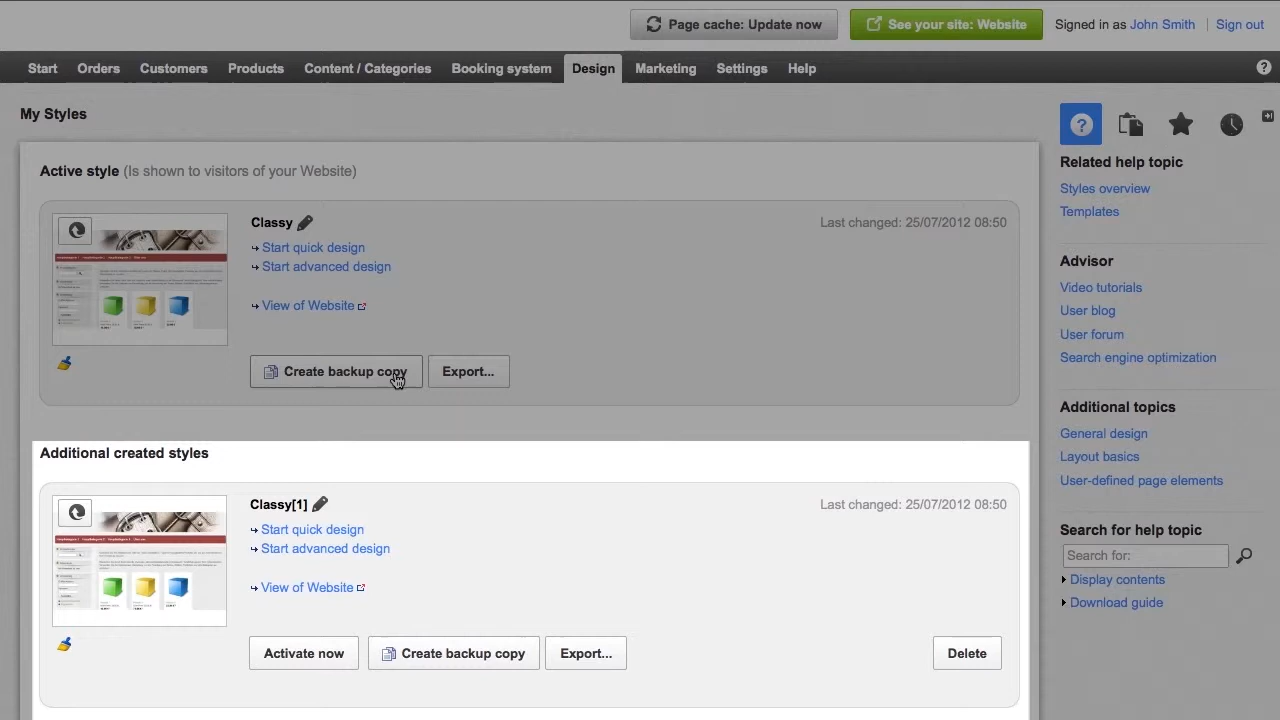 Page cache: Update now
See your site: Website
Signed in as John Smith
Sign out
Start
Orders
Customers
Products
Content / Categories
Booking system
Design
Marketing
Settings
Help
My Styles
Active style (Is shown to visitors of your Website)
Classy
Last changed: 25/07/2012 08:50
Start quick design
Start advanced design
View of Website
Create backup copy
Export...
Additional created styles
Classy[1]
Last changed: 25/07/2012 08:50
Start quick design
Start advanced design
View of Website
Activate now
Create backup copy
Export...
Delete
Related help topic
Styles overview
Templates
Advisor
Video tutorials
User blog
User forum
Search engine optimization
Additional topics
General design
Layout basics
User-defined page elements
Search for help topic
Search for:
Display contents
Download guide